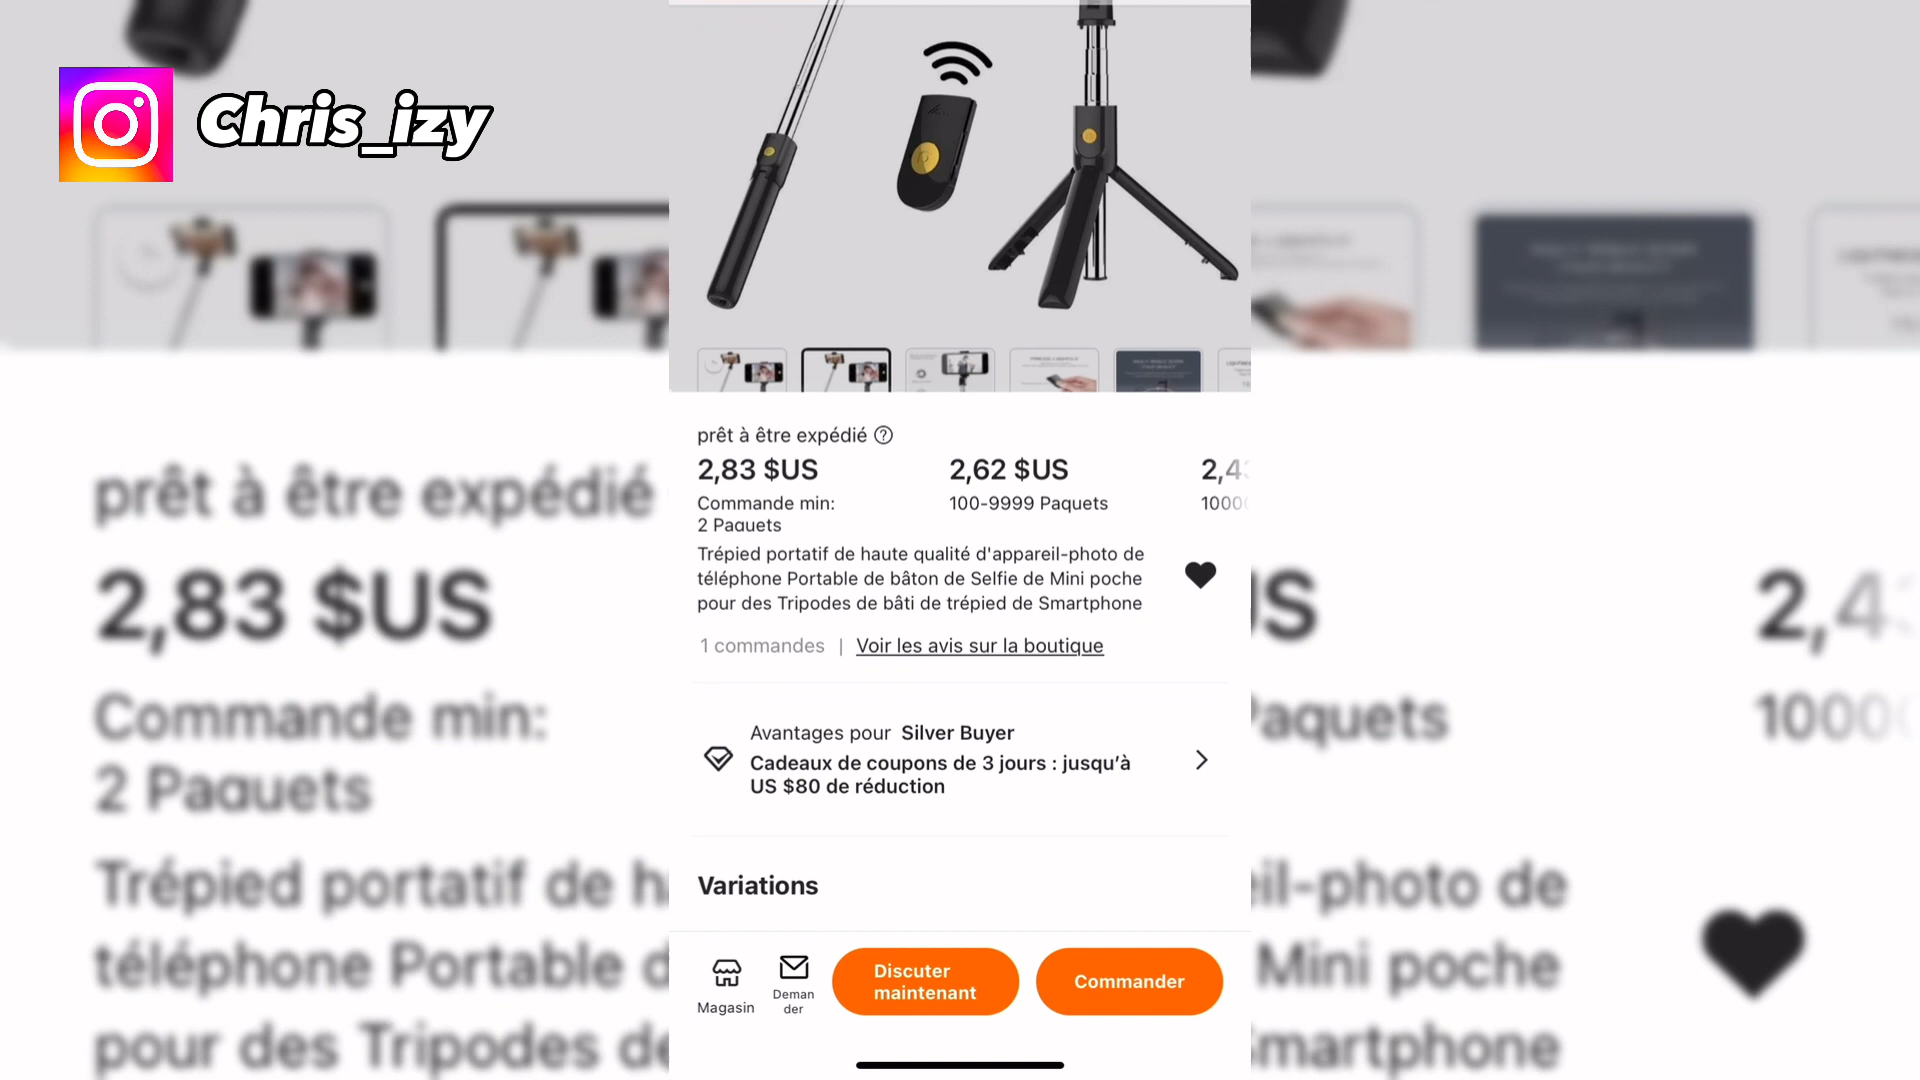 Chris_izy
prêt à être expédié
2,83 $US
2,62 $US
2,43
Commande min:
2 Paquets
100-9999 Paquets
1000
Trépied portatif de haute qualité d'appareil-photo de
téléphone Portable de bâton de Selfie de Mini poche
pour des Tripodes de bâti de trépied de Smartphone
1 commandes | Voir les avis sur la boutique
Avantages pour Silver Buyer
Cadeaux de coupons de 3 jours : jusqu’à
US $80 de réduction
Variations
Magasin
Deman
der
Discuter
maintenant
Commander